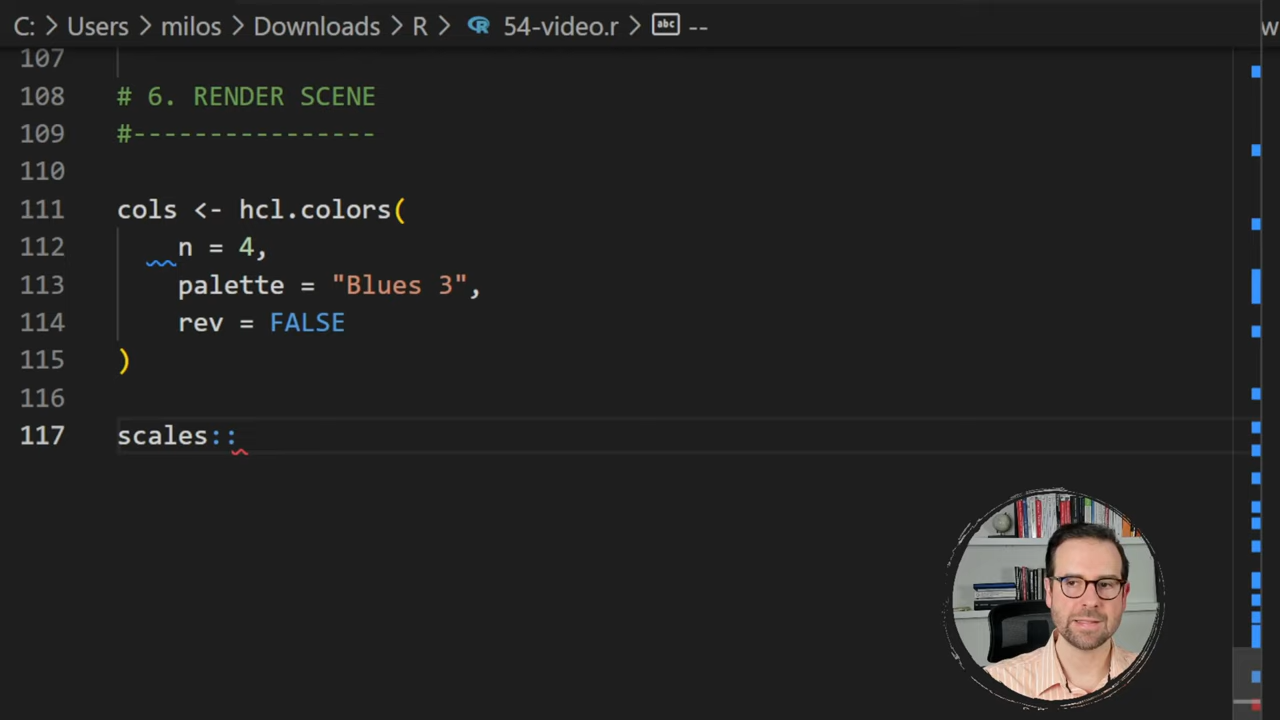 C: > Users > milos > Downloads > R > 54-video.r > abc --
107
108 # 6. RENDER SCENE
109 #----------------
110
111 cols <- hcl.colors(
112     n = 4,
113     palette = "Blues 3",
114     rev = FALSE
115 )
116
117 scales::